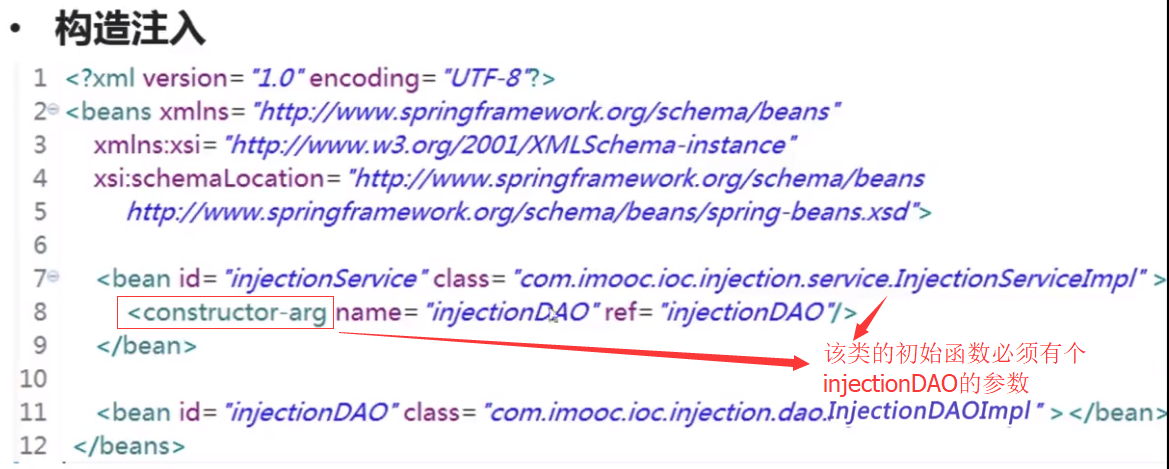 • 构造注入
1 <?xml version="1.0" encoding="UTF-8"?>
2 <beans xmlns="http://www.springframework.org/schema/beans"
3 xmlns:xsi="http://www.w3.org/2001/XMLSchema-instance"
4 xsi:schemaLocation="http://www.springframework.org/schema/beans
5 http://www.springframework.org/schema/beans/spring-beans.xsd">
6
7 <bean id="injectionService" class="com.imooc.ioc.injection.service.InjectionServiceImpl" >
8 <constructor-arg name="injectionDAO" ref="injectionDAO"/>
9 </bean>
该类的初始函数必须有个
10
injectionDAO的参数
11 <bean id="injectionDAO" class="com.imooc.ioc.injection.dao.InjectionDAOImpl" ></bean>
12 </beans>